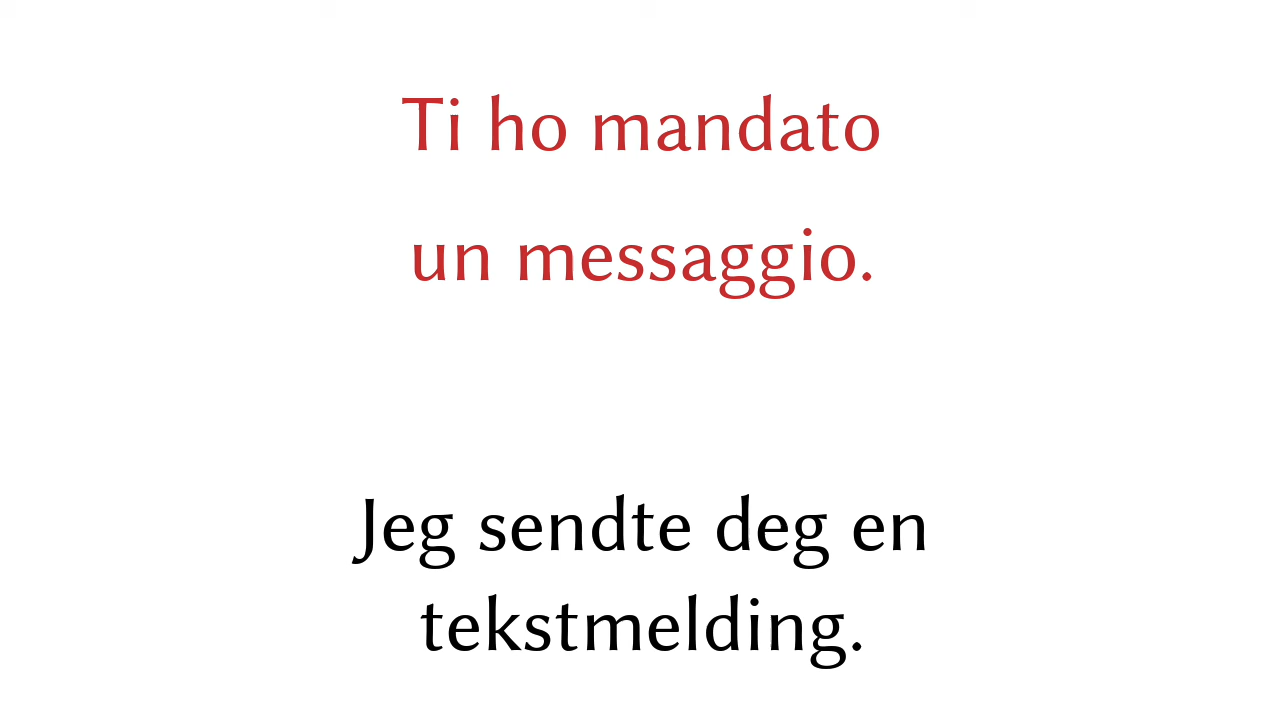 Ti ho mandato
un messaggio.
Jeg sendte deg en
tekstmelding.